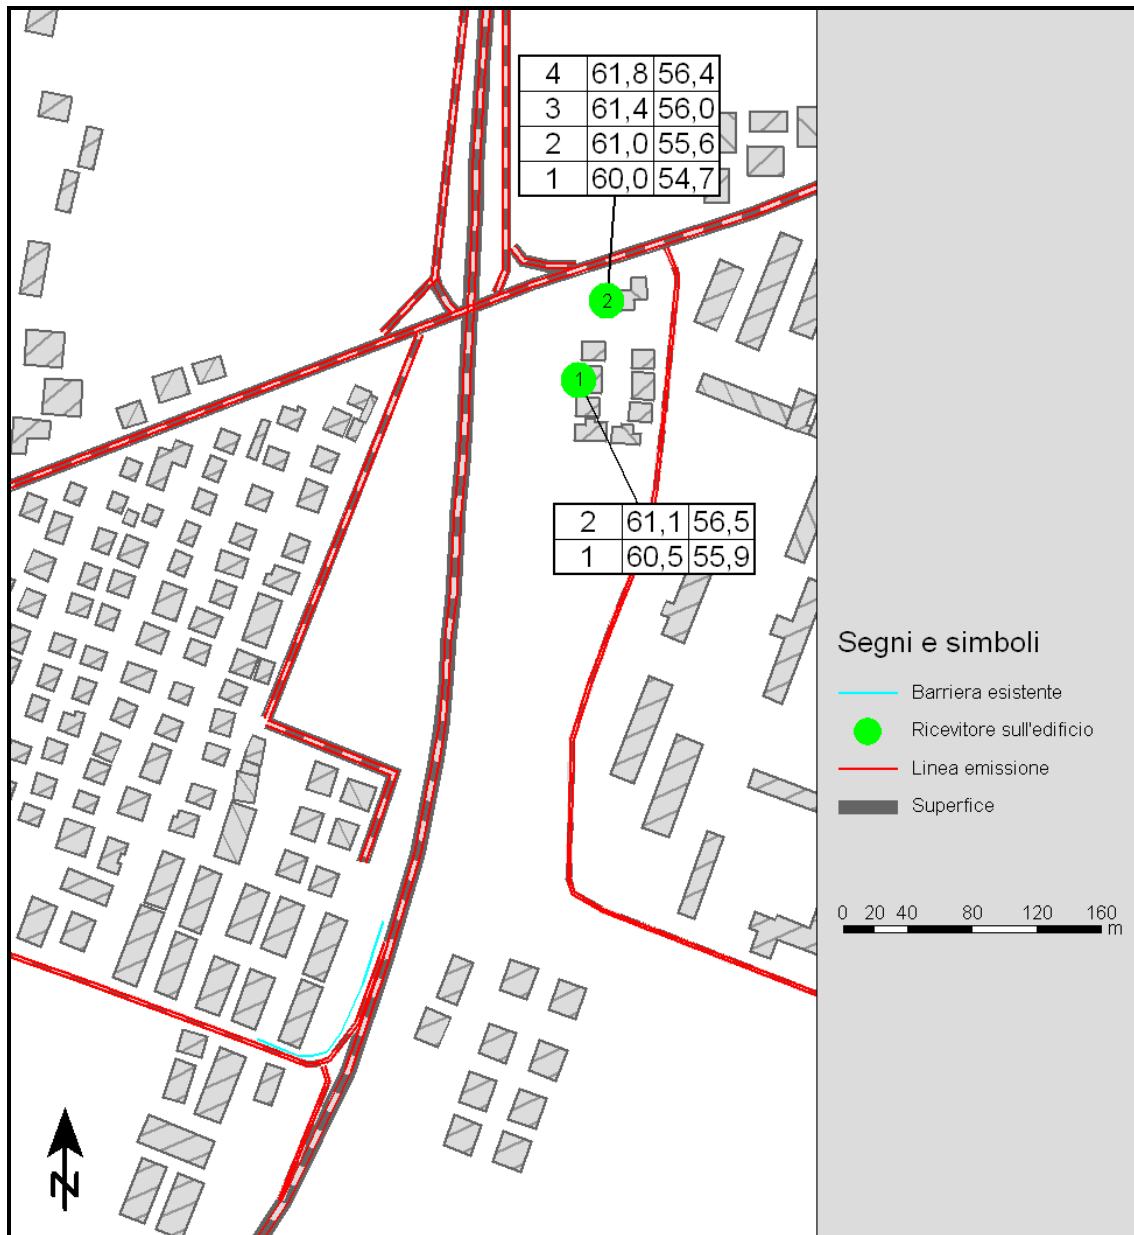 4 61,8 56,4
3 61,4 56,0
2 61,0 55,6
1 60,0 54,7
2
1
2 61,1 56,5
1 60,5 55,9
Segni e simboli
Barriera esistente
Ricevitore sull'edificio
Linea emissione
Superfice
0 20 40 80 120 160
m
N